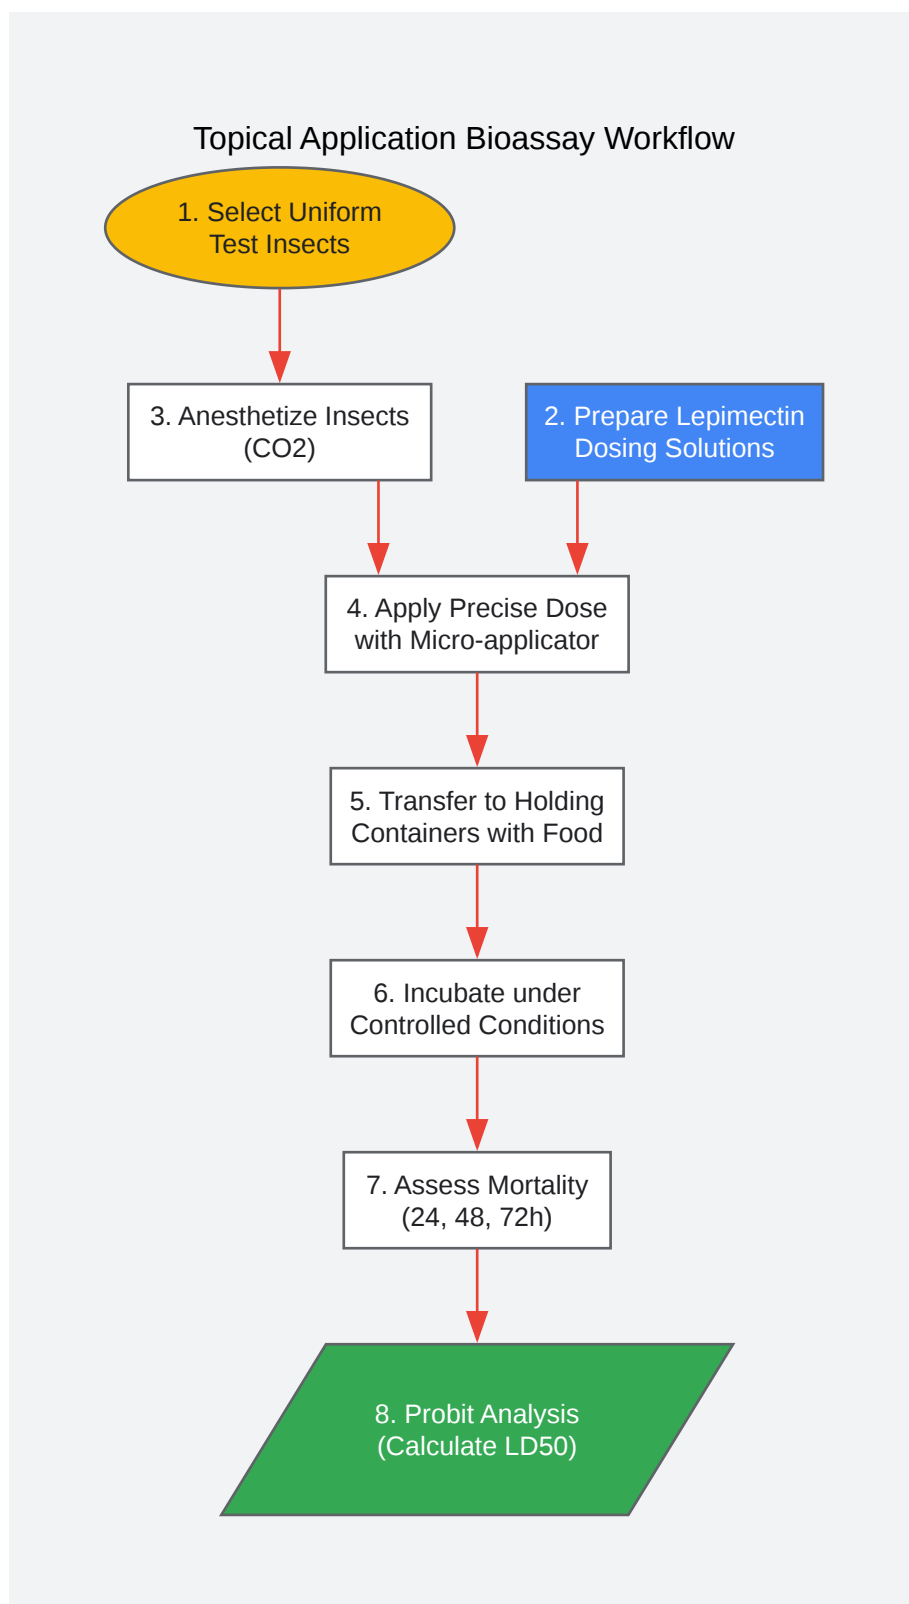 Topical Application Bioassay Workflow
1. Select Uniform
Test Insects
3. Anesthetize Insects
(CO2)
2. Prepare Lepimectin
Dosing Solutions
4. Apply Precise Dose
with Micro-applicator
5. Transfer to Holding
Containers with Food
6. Incubate under
Controlled Conditions
7. Assess Mortality
(24, 48, 72h)
8. Probit Analysis
(Calculate LD50)